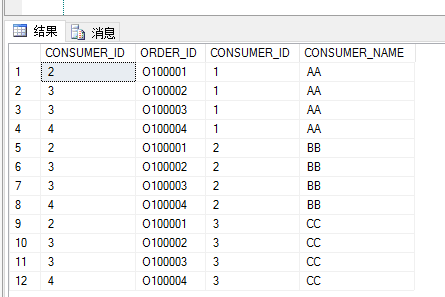 结果 消息
CONSUMER_ID ORDER_ID CONSUMER_ID CONSUMER_NAME
1 2 O100001 1 AA
2 3 O100002 1 AA
3 3 O100003 1 AA
4 4 O100004 1 AA
5 2 O100001 2 BB
6 3 O100002 2 BB
7 3 O100003 2 BB
8 4 O100004 2 BB
9 2 O100001 3 CC
10 3 O100002 3 CC
11 3 O100003 3 CC
12 4 O100004 3 CC